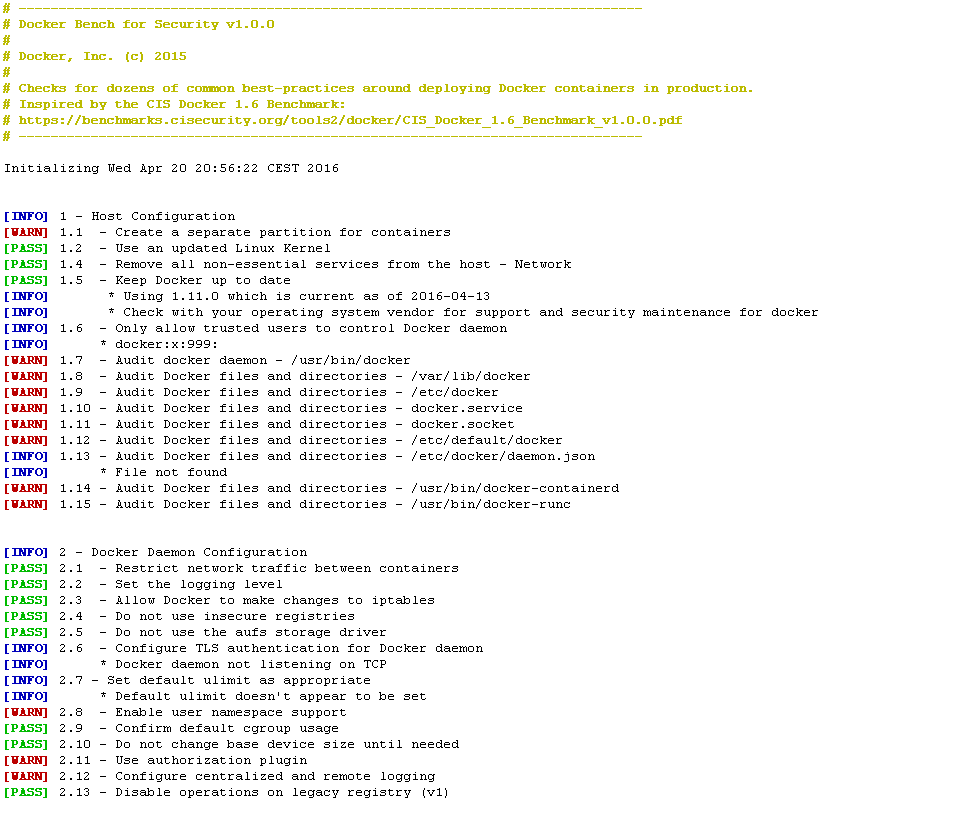 # ------------------------------------------------------------------------------
# Docker Bench for Security v1.0.0
#
# Docker, Inc. (c) 2015
#
# Checks for dozens of common best-practices around deploying Docker containers in production.
# Inspired by the CIS Docker 1.6 Benchmark:
# https://benchmarks.cisecurity.org/tools2/docker/CIS_Docker_1.6_Benchmark_v1.0.0.pdf
# ------------------------------------------------------------------------------
Initializing Wed Apr 20 20:56:22 CEST 2016
[INFO] 1 - Host Configuration
[WARN] 1.1  - Create a separate partition for containers
[PASS] 1.2  - Use an updated Linux Kernel
[PASS] 1.4  - Remove all non-essential services from the host - Network
[PASS] 1.5  - Keep Docker up to date
[INFO]       * Using 1.11.0 which is current as of 2016-04-13
[INFO]       * Check with your operating system vendor for support and security maintenance for docker
[INFO] 1.6  - Only allow trusted users to control Docker daemon
[INFO]      * docker:x:999:
[WARN] 1.7  - Audit docker daemon - /usr/bin/docker
[WARN] 1.8  - Audit Docker files and directories - /var/lib/docker
[WARN] 1.9  - Audit Docker files and directories - /etc/docker
[WARN] 1.10 - Audit Docker files and directories - docker.service
[WARN] 1.11 - Audit Docker files and directories - docker.socket
[WARN] 1.12 - Audit Docker files and directories - /etc/default/docker
[INFO] 1.13 - Audit Docker files and directories - /etc/docker/daemon.json
[INFO]      * File not found
[WARN] 1.14 - Audit Docker files and directories - /usr/bin/docker-containerd
[WARN] 1.15 - Audit Docker files and directories - /usr/bin/docker-runc
[INFO] 2 - Docker Daemon Configuration
[PASS] 2.1  - Restrict network traffic between containers
[PASS] 2.2  - Set the logging level
[PASS] 2.3  - Allow Docker to make changes to iptables
[PASS] 2.4  - Do not use insecure registries
[PASS] 2.5  - Do not use the aufs storage driver
[INFO] 2.6  - Configure TLS authentication for Docker daemon
[INFO]      * Docker daemon not listening on TCP
[INFO] 2.7 - Set default ulimit as appropriate
[INFO]      * Default ulimit doesn't appear to be set
[WARN] 2.8  - Enable user namespace support
[PASS] 2.9  - Confirm default cgroup usage
[PASS] 2.10 - Do not change base device size until needed
[WARN] 2.11 - Use authorization plugin
[WARN] 2.12 - Configure centralized and remote logging
[PASS] 2.13 - Disable operations on legacy registry (v1)